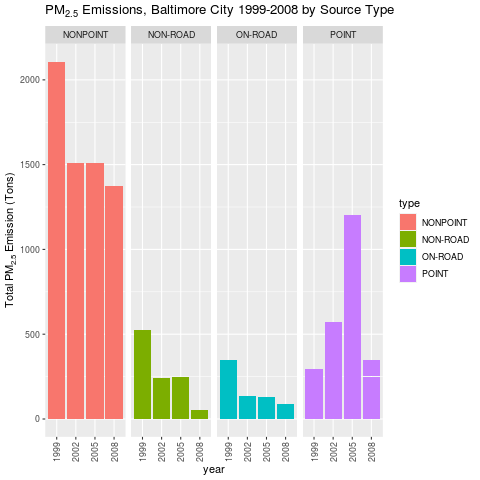 PM2.5 Emissions, Baltimore City 1999-2008 by Source Type
NONPOINT NON-ROAD ON-ROAD POINT
2000
1500
1000
500
0
Total PM2.5 Emission (Tons)
1999 2002 2005 2008 1999 2002 2005 2008 1999 2002 2005 2008 1999 2002 2005 2008
year
type
NONPOINT
NON-ROAD
ON-ROAD
POINT